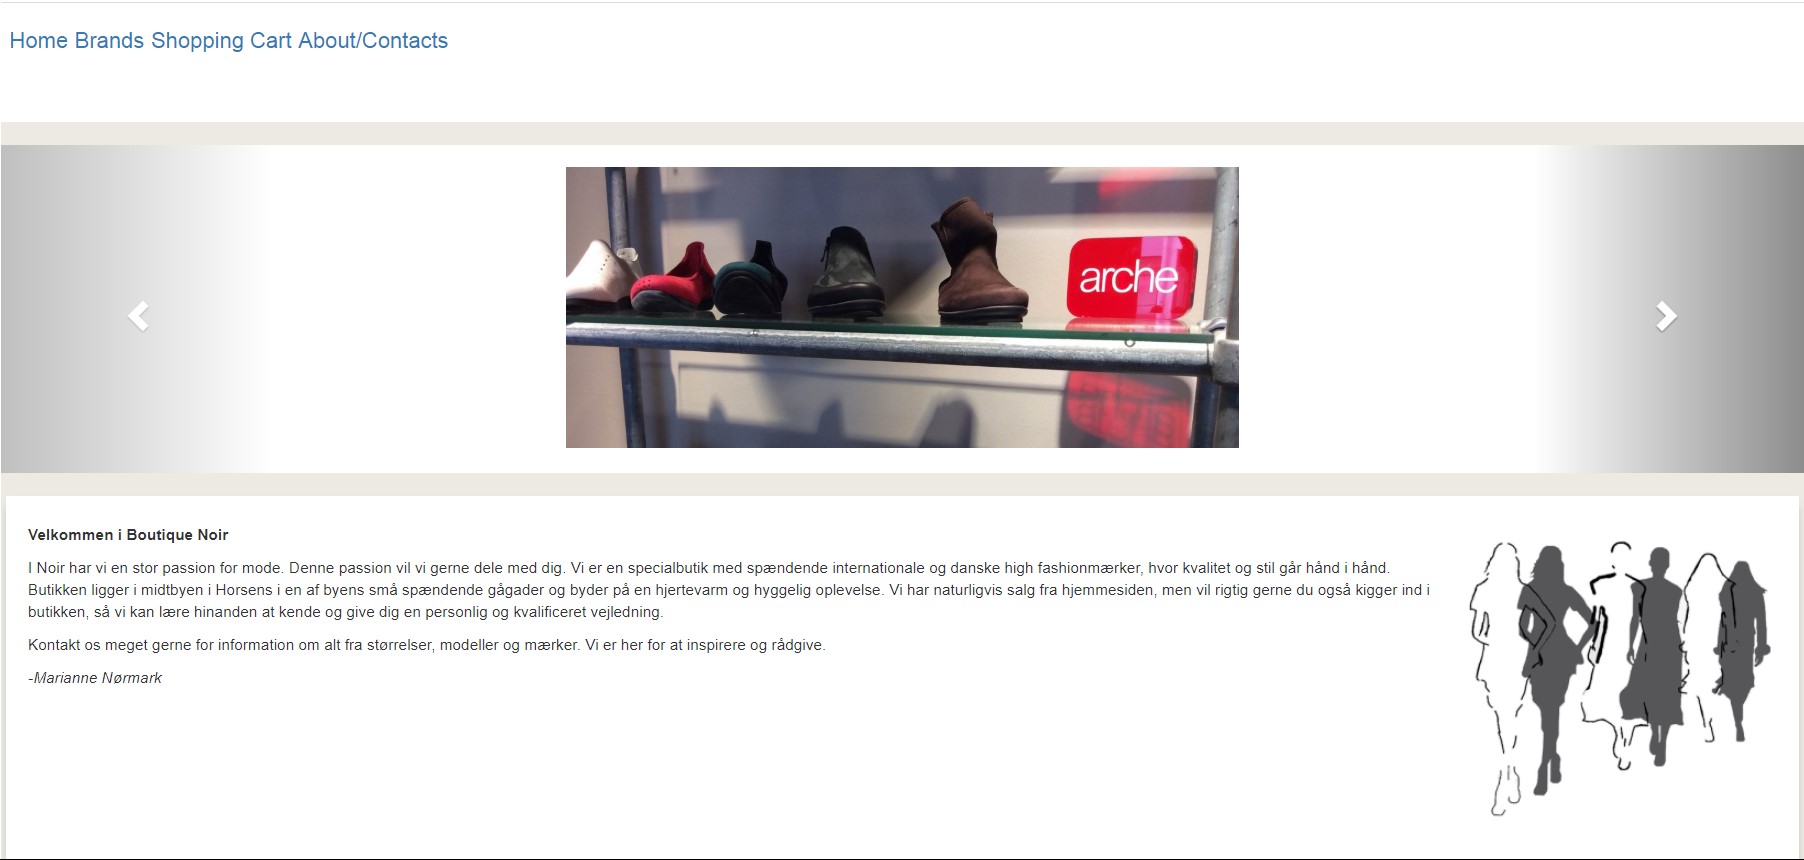 Home Brands Shopping Cart About/Contacts
arche
Velkommen i Boutique Noir
I Noir har vi en stor passion for mode. Denne passion vil vi gerne dele med dig. Vi er en specialbutik med spændende internationale og danske high fashionmærker, hvor kvalitet og stil går hånd i hånd.
Butikken ligger i midtbyen i Horsens i en af byens små spændende gågader og byder på en hjertevarm og hyggelig oplevelse. Vi har naturligvis salg fra hjemmesiden, men vil rigtig gerne du også kigger ind i
butikken, så vi kan lære hinanden at kende og give dig en personlig og kvalificeret vejledning.
Kontakt os meget gerne for information om alt fra størrelser, modeller og mærker. Vi er her for at inspirere og rådgive.
-Marianne Nørmark